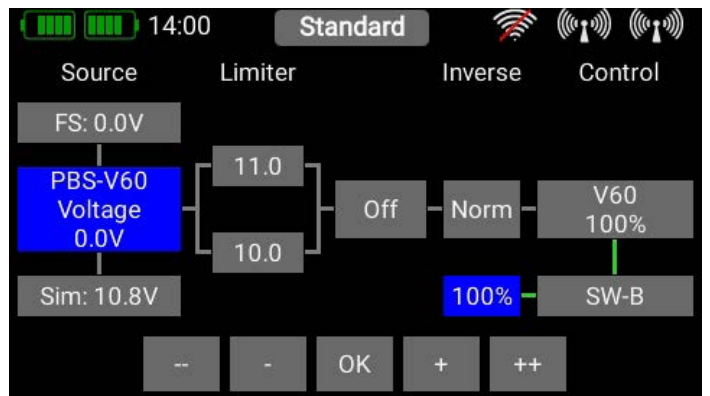 14:00 Standard
Source Limiter Inverse Control
FS: 0.0V
PBS-V60
Voltage
0.0V
11.0
10.0
Off
Norm
V60
100%
Sim: 10.8V
100%
SW-B
-- - OK + ++